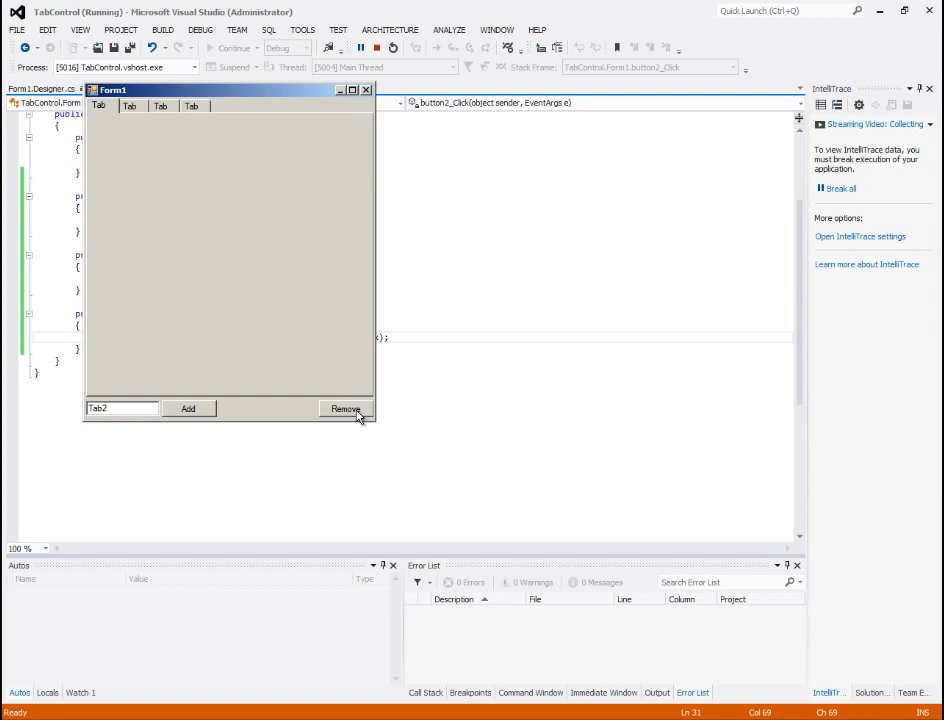 TabControl (Running) - Microsoft Visual Studio (Administrator)
Quick Launch (Ctrl+Q)
FILE EDIT VIEW PROJECT BUILD DEBUG TEAM SQL TOOLS TEST ARCHITECTURE ANALYZE WINDOW HELP
Continue Debug
Process: [5016] TabControl.vshost.exe Suspend Thread: [5004] Main Thread Stack Frame: TabControl.Form1.button2_Click
Form1.Designer.cs
TabControl.Form
button2_Click(object sender, EventArgs e)
Form1
Tab Tab Tab Tab
public
{
{
}
{
}
{
}
{
);
}
}
}
Tab2 Add Remove
IntelliTrace
Streaming Video: Collecting
To view IntelliTrace data, you
must break execution of your
application.
Break all
More options:
Open IntelliTrace settings
Learn more about IntelliTrace
100 %
Autos
Name Value Type
Error List
0 Errors 0 Warnings 0 Messages Search Error List
Description File Line Column Project
Autos Locals Watch 1
Call Stack Breakpoints Command Window Immediate Window Output Error List
IntelliTr... Solution... Team E...
Ready Ln 31 Col 69 Ch 69 INS